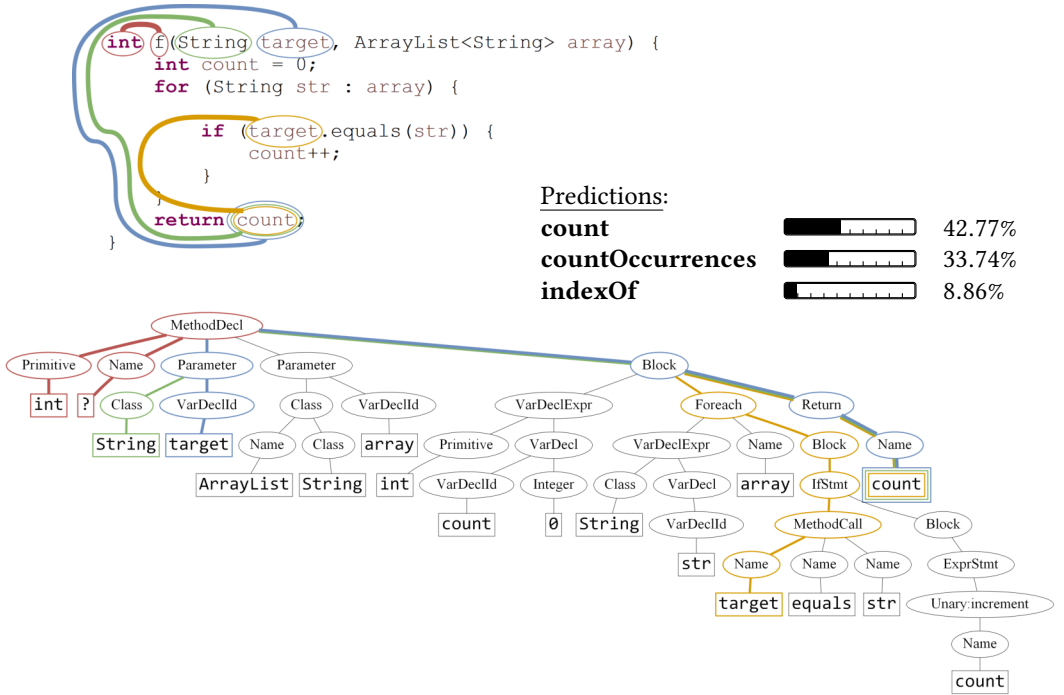 int f(String target, ArrayList<String> array) {
int count = 0;
for (String str : array) {
if (target.equals(str)) {
count++;
}
}
return count;
}
Predictions:
count 42.77%
countOccurrences 33.74%
indexOf 8.86%
MethodDecl
Primitive Name Parameter Parameter Block
int ? Class VarDeclId Class VarDeclId VarDeclExpr Foreach Return
String target Name Class array Primitive VarDecl VarDeclExpr Name Block Name
ArrayList String int VarDeclId Integer Class VarDecl array IfStmt count
count 0 String VarDeclId MethodCall Block
str Name Name Name ExprStmt
target equals str Unary:increment
Name
count